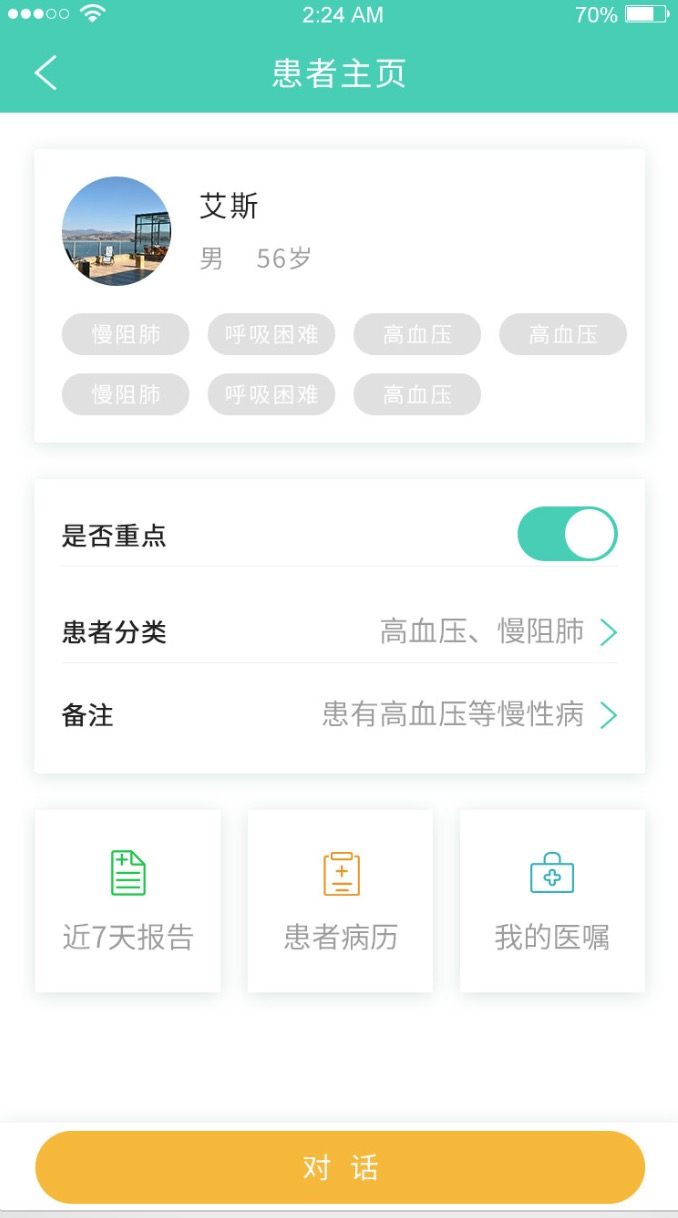 2:24 AM 70%
患者主页
艾斯
男 56岁
慢阻肺 呼吸困难 高血压 高血压
慢阻肺 呼吸困难 高血压
是否重点
患者分类 高血压、慢阻肺
备注 患有高血压等慢性病
近7天报告 患者病历 我的医嘱
对 话